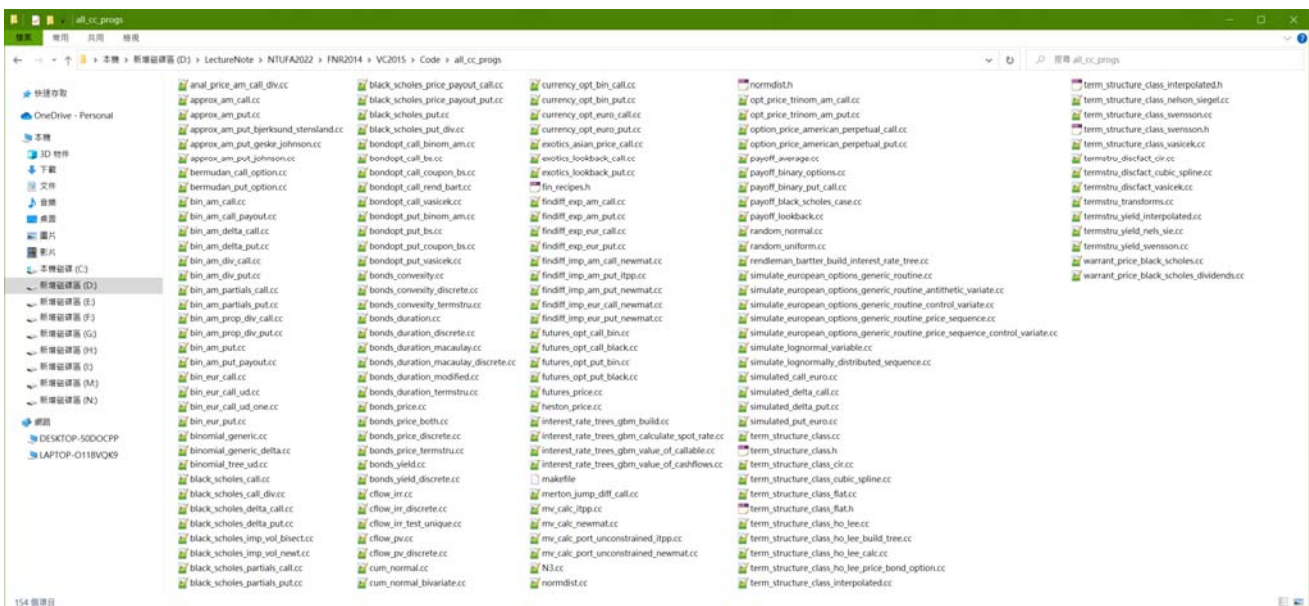 all_cc_progs
檔案 常用 共用 檢視
本機 › 新增磁碟區 (D:) › LectureNote › NTUFA2022 › FNR2014 › VC2015 › Code › all_cc_progs
搜尋 all_cc_progs
快速存取
OneDrive - Personal
本機
3D 物件
下載
文件
音樂
桌面
圖片
影片
本機磁碟 (C:)
新增磁碟區 (D:)
新增磁碟區 (E:)
新增磁碟區 (F:)
新增磁碟區 (G:)
新增磁碟區 (H:)
新增磁碟區 (I:)
新增磁碟區 (M:)
新增磁碟區 (N:)
網路
DESKTOP-50DOCPP
LAPTOP-O118VQK9
anal_price_am_call_div.cc
approx_am_call.cc
approx_am_put.cc
approx_am_put_bjerksund_stensland.cc
approx_am_put_geske_johnson.cc
approx_am_put_johnson.cc
bermudan_call_option.cc
bermudan_put_option.cc
bin_am_call.cc
bin_am_call_payout.cc
bin_am_delta_call.cc
bin_am_delta_put.cc
bin_am_div_call.cc
bin_am_div_put.cc
bin_am_partials_call.cc
bin_am_partials_put.cc
bin_am_prop_div_call.cc
bin_am_prop_div_put.cc
bin_am_put.cc
bin_am_put_payout.cc
bin_eur_call.cc
bin_eur_call_ud.cc
bin_eur_call_ud_one.cc
bin_eur_put.cc
binomial_generic.cc
binomial_generic_delta.cc
binomial_tree_ud.cc
black_scholes_call.cc
black_scholes_call_div.cc
black_scholes_delta_call.cc
black_scholes_delta_put.cc
black_scholes_imp_vol_bisect.cc
black_scholes_imp_vol_newt.cc
black_scholes_partials_call.cc
black_scholes_partials_put.cc
black_scholes_price_payout_call.cc
black_scholes_price_payout_put.cc
black_scholes_put.cc
black_scholes_put_div.cc
bondopt_call_binom_am.cc
bondopt_call_bs.cc
bondopt_call_coupon_bs.cc
bondopt_call_rend_bart.cc
bondopt_call_vasicek.cc
bondopt_put_binom_am.cc
bondopt_put_bs.cc
bondopt_put_coupon_bs.cc
bondopt_put_vasicek.cc
bonds_convexity.cc
bonds_convexity_discrete.cc
bonds_convexity_termstru.cc
bonds_duration.cc
bonds_duration_discrete.cc
bonds_duration_macaulay.cc
bonds_duration_macaulay_discrete.cc
bonds_duration_modified.cc
bonds_duration_termstru.cc
bonds_price.cc
bonds_price_both.cc
bonds_price_discrete.cc
bonds_price_termstru.cc
bonds_yield.cc
bonds_yield_discrete.cc
cflow_irr.cc
cflow_irr_discrete.cc
cflow_irr_test_unique.cc
cflow_pv.cc
cflow_pv_discrete.cc
cum_normal.cc
cum_normal_bivariate.cc
currency_opt_bin_call.cc
currency_opt_bin_put.cc
currency_opt_euro_call.cc
currency_opt_euro_put.cc
exotics_asian_price_call.cc
exotics_lookback_call.cc
exotics_lookback_put.cc
fin_recipes.h
findiff_exp_am_call.cc
findiff_exp_am_put.cc
findiff_exp_eur_call.cc
findiff_exp_eur_put.cc
findiff_imp_am_call_newmat.cc
findiff_imp_am_put_itpp.cc
findiff_imp_am_put_newmat.cc
findiff_imp_eur_call_newmat.cc
findiff_imp_eur_put_newmat.cc
futures_opt_call_bin.cc
futures_opt_call_black.cc
futures_opt_put_bin.cc
futures_opt_put_black.cc
futures_price.cc
heston_price.cc
interest_rate_trees_gbm_build.cc
interest_rate_trees_gbm_calculate_spot_rate.cc
interest_rate_trees_gbm_value_of_callable.cc
interest_rate_trees_gbm_value_of_cashflows.cc
makefile
merton_jump_diff_call.cc
mv_calc_itpp.cc
mv_calc_newmat.cc
mv_calc_port_unconstrained_itpp.cc
mv_calc_port_unconstrained_newmat.cc
N3.cc
normdist.cc
normdist.h
opt_price_trinom_am_call.cc
opt_price_trinom_am_put.cc
option_price_american_perpetual_call.cc
option_price_american_perpetual_put.cc
payoff_average.cc
payoff_binary_options.cc
payoff_binary_put_call.cc
payoff_black_scholes_case.cc
payoff_lookback.cc
random_normal.cc
random_uniform.cc
rendleman_bartter_build_interest_rate_tree.cc
simulate_european_options_generic_routine.cc
simulate_european_options_generic_routine_antithetic_variate.cc
simulate_european_options_generic_routine_control_variate.cc
simulate_european_options_generic_routine_price_sequence.cc
simulate_european_options_generic_routine_price_sequence_control_variate.cc
simulate_lognormal_variable.cc
simulate_lognormally_distributed_sequence.cc
simulated_call_euro.cc
simulated_delta_call.cc
simulated_delta_put.cc
simulated_put_euro.cc
term_structure_class.cc
term_structure_class.h
term_structure_class_cir.cc
term_structure_class_cubic_spline.cc
term_structure_class_flat.cc
term_structure_class_flat.h
term_structure_class_ho_lee.cc
term_structure_class_ho_lee_build_tree.cc
term_structure_class_ho_lee_calc.cc
term_structure_class_ho_lee_price_bond_option.cc
term_structure_class_interpolated.cc
term_structure_class_interpolated.h
term_structure_class_nelson_siegel.cc
term_structure_class_svensson.cc
term_structure_class_svensson.h
term_structure_class_vasicek.cc
termstru_discfact_cir.cc
termstru_discfact_cubic_spline.cc
termstru_discfact_vasicek.cc
termstru_transforms.cc
termstru_yield_interpolated.cc
termstru_yield_nels_sie.cc
termstru_yield_svensson.cc
warrant_price_black_scholes.cc
warrant_price_black_scholes_dividends.cc
154 個項目